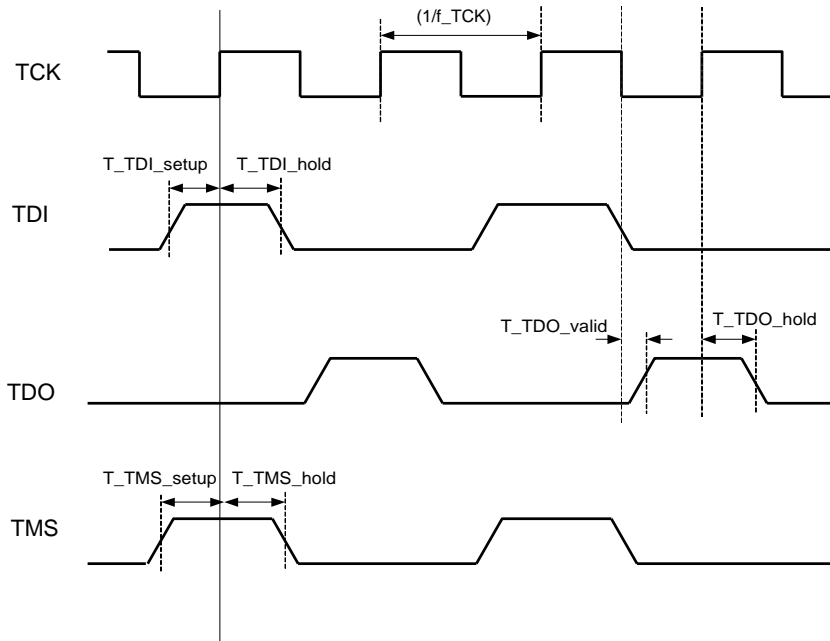 (1/f_TCK)
TCK
T_TDI_setup T_TDI_hold
TDI
T_TDO_valid T_TDO_hold
TDO
T_TMS_setup T_TMS_hold
TMS